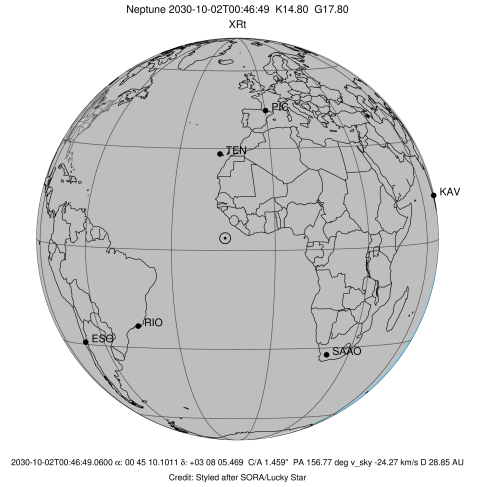 Neptune 2030-10-02T00:46:49 K14.80 G17.80
XRt
PIC
TEN
KAV
RIO
ESO
SAAO
2030-10-02T00:46:49.0600 α: 00 45 10.1011 δ: +03 08 05.469 C/A 1.459" PA 156.77 deg v_sky -24.27 km/s D 28.85 AU
Credit: Styled after SORA/Lucky Star